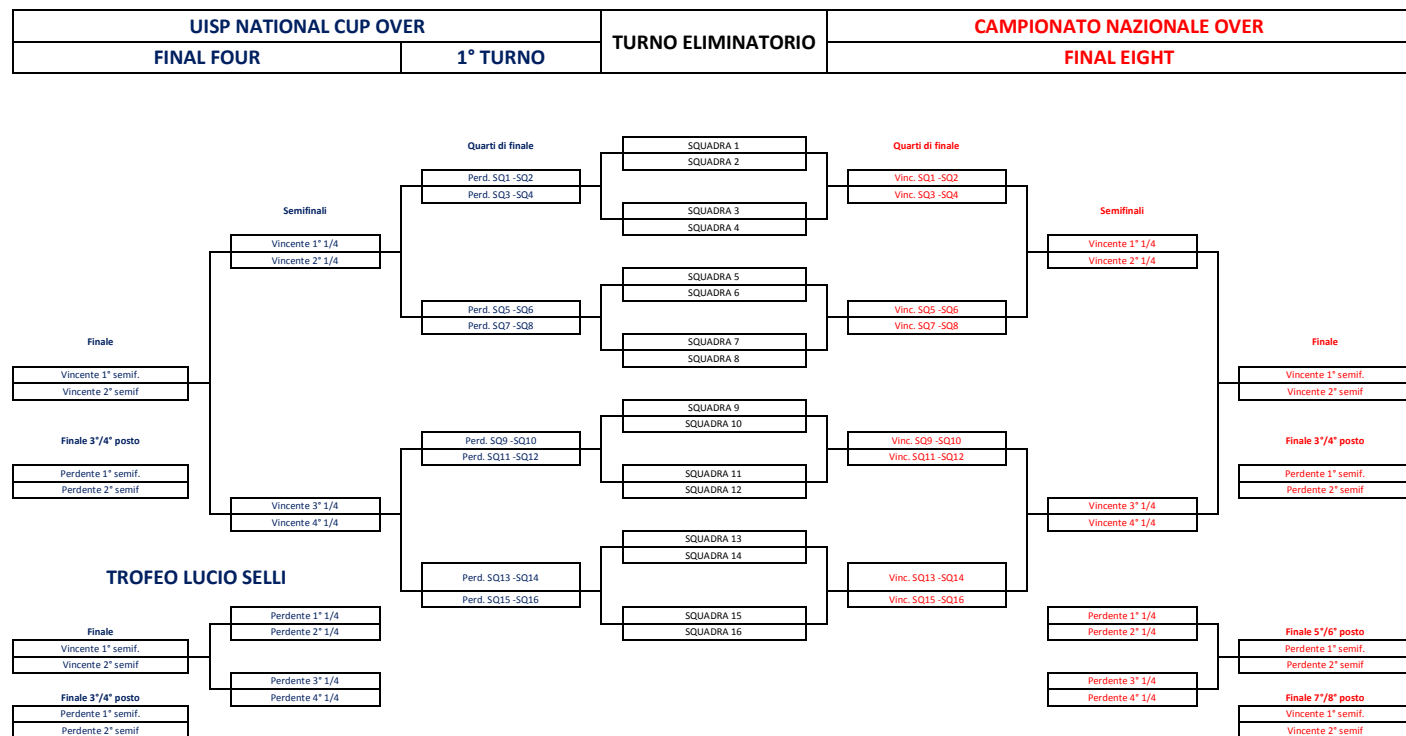 UISP NATIONAL CUP OVER
TURNO ELIMINATORIO
CAMPIONATO NAZIONALE OVER
FINAL FOUR
1° TURNO
FINAL EIGHT
Finale
Vincente 1° semif.
Vincente 2° semif
Finale 3°/4° posto
Perdente 1° semif.
Perdente 2° semif
Semifinali
Vincente 1° 1/4
Vincente 2° 1/4
Vincente 3° 1/4
Vincente 4° 1/4
Quarti di finale
Perd. SQ1 -SQ2
Perd. SQ3 -SQ4
Perd. SQ5 -SQ6
Perd. SQ7 -SQ8
Perd. SQ9 -SQ10
Perd. SQ11 -SQ12
Perd. SQ13 -SQ14
Perd. SQ15 -SQ16
SQUADRA 1
SQUADRA 2
SQUADRA 3
SQUADRA 4
SQUADRA 5
SQUADRA 6
SQUADRA 7
SQUADRA 8
SQUADRA 9
SQUADRA 10
SQUADRA 11
SQUADRA 12
SQUADRA 13
SQUADRA 14
SQUADRA 15
SQUADRA 16
Quarti di finale
Vinc. SQ1 -SQ2
Vinc. SQ3 -SQ4
Vinc. SQ5 -SQ6
Vinc. SQ7 -SQ8
Vinc. SQ9 -SQ10
Vinc. SQ11 -SQ12
Vinc. SQ13 -SQ14
Vinc. SQ15 -SQ16
Semifinali
Vincente 1° 1/4
Vincente 2° 1/4
Vincente 3° 1/4
Vincente 4° 1/4
Finale
Vincente 1° semif.
Vincente 2° semif
Finale 3°/4° posto
Perdente 1° semif.
Perdente 2° semif
TROFEO LUCIO SELLI
Finale
Vincente 1° semif.
Vincente 2° semif
Finale 3°/4° posto
Perdente 1° semif.
Perdente 2° semif
Perdente 1° 1/4
Perdente 2° 1/4
Perdente 3° 1/4
Perdente 4° 1/4
Perdente 1° 1/4
Perdente 2° 1/4
Perdente 3° 1/4
Perdente 4° 1/4
Finale 5°/6° posto
Perdente 1° semif.
Perdente 2° semif
Finale 7°/8° posto
Vincente 1° semif.
Vincente 2° semif